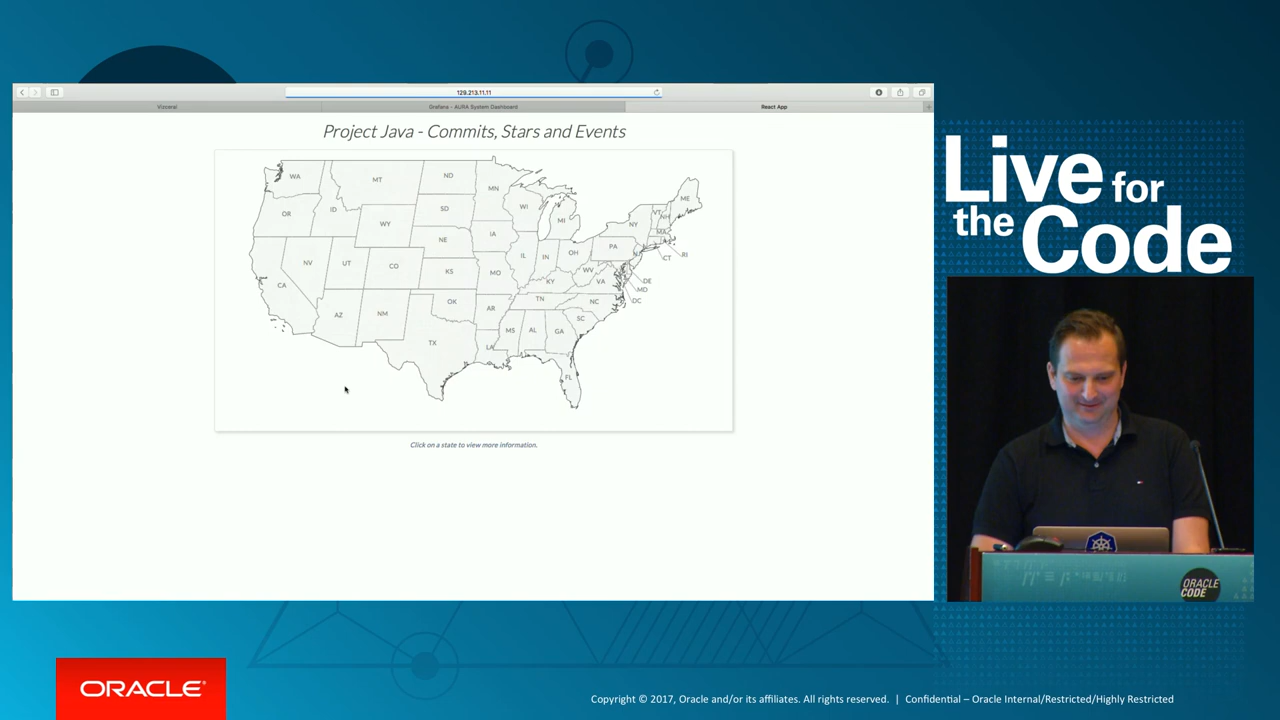 129.213.11.11
Vizceral
Grafana - AURA System Dashboard
React App
Project Java - Commits, Stars and Events
WA
MT
ND
MN
OR
ID
WY
SD
WI
MI
NY
VT
NH
ME
MA
NV
UT
CO
NE
IA
IL
IN
OH
PA
NJ
CT
RI
CA
AZ
NM
KS
MO
KY
WV
VA
DE
MD
DC
OK
AR
TN
NC
SC
TX
LA
MS
AL
GA
FL
Click on a state to view more information.
Live for
the Code
ORACLE
CODE
ORACLE®
Copyright © 2017, Oracle and/or its affiliates. All rights reserved. | Confidential – Oracle Internal/Restricted/Highly Restricted